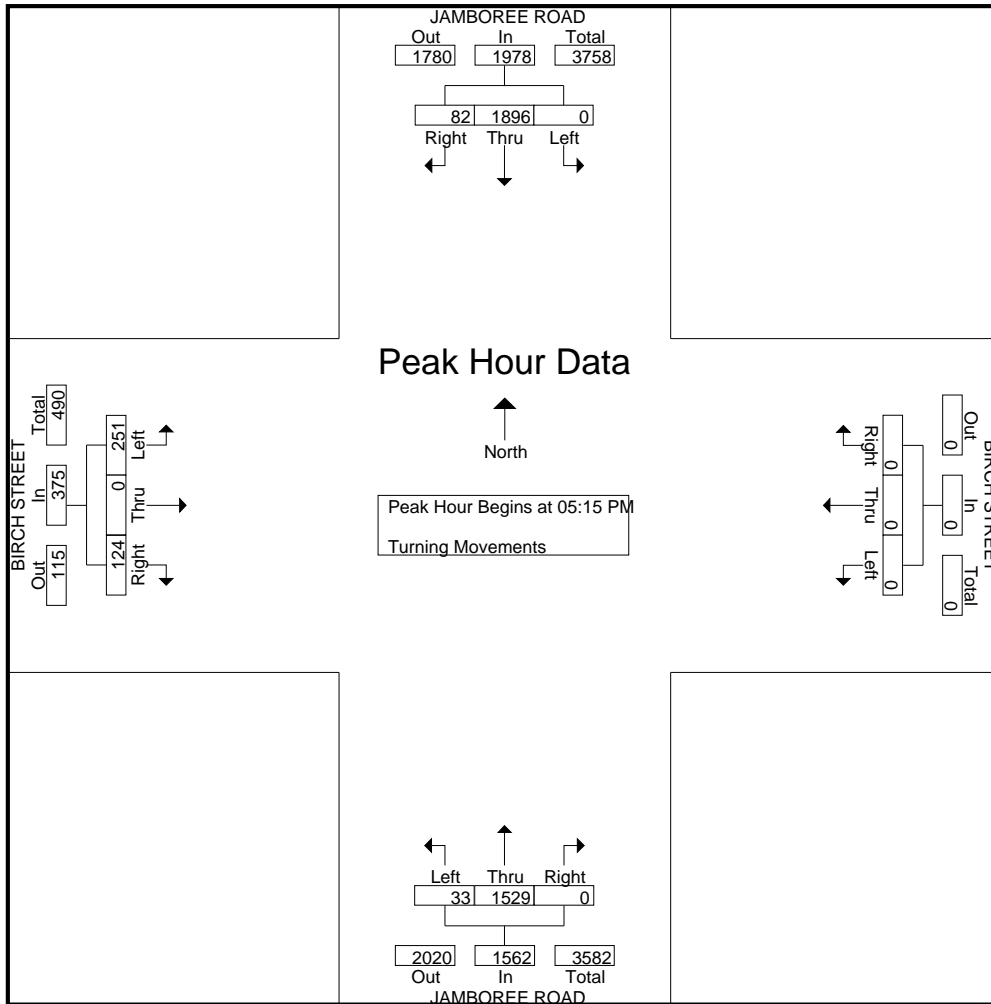 JAMBOREE ROAD
Out In Total
1780 1978 3758
82 1896 0
Right Thru Left
Peak Hour Data
North
Peak Hour Begins at 05:15 PM
Turning Movements
BIRCH STREET
Out In Total
115 375 490
Right Thru Left
124 0 251
BIRCH STREET
Out In Total
0 0 0
Right Thru Left
0 0 0
Left Thru Right
33 1529 0
2020 1562 3582
Out In Total
JAMBOREE ROAD